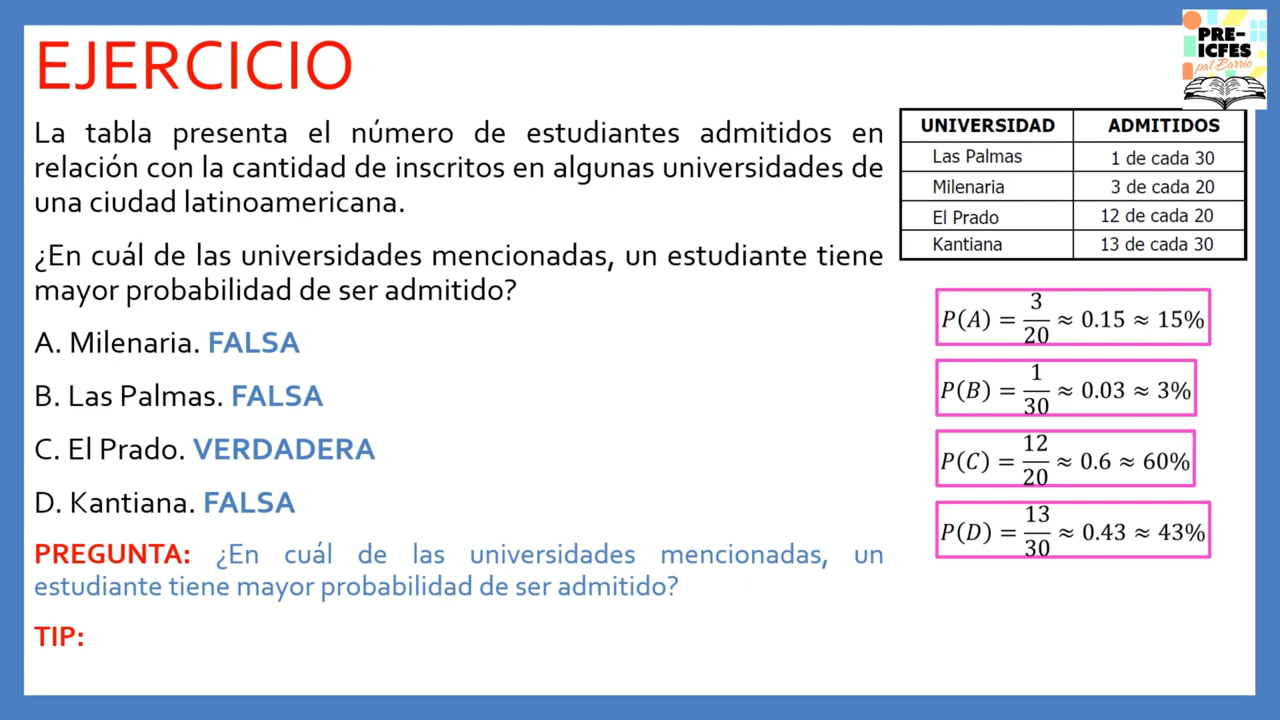 EJERCICIO
PRE-
ICFES
pal Barrio
La tabla presenta el número de estudiantes admitidos en
relación con la cantidad de inscritos en algunas universidades de
una ciudad latinoamericana.
¿En cuál de las universidades mencionadas, un estudiante tiene
mayor probabilidad de ser admitido?
A. Milenaria. FALSA
B. Las Palmas. FALSA
C. El Prado. VERDADERA
D. Kantiana. FALSA
PREGUNTA: ¿En cuál de las universidades mencionadas, un
estudiante tiene mayor probabilidad de ser admitido?
TIP:
UNIVERSIDAD ADMITIDOS
Las Palmas 1 de cada 30
Milenaria 3 de cada 20
El Prado 12 de cada 20
Kantiana 13 de cada 30
P(A) = 3/20 ≈ 0.15 ≈ 15%
P(B) = 1/30 ≈ 0.03 ≈ 3%
P(C) = 12/20 ≈ 0.6 ≈ 60%
P(D) = 13/30 ≈ 0.43 ≈ 43%